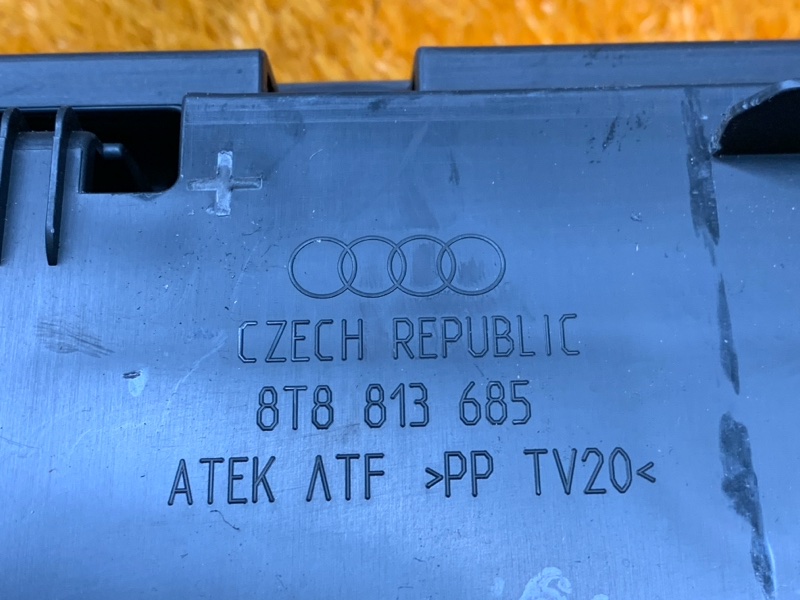 CZECH REPUBLIC
8T8 813 685
ATEK ATF >PP TV20<